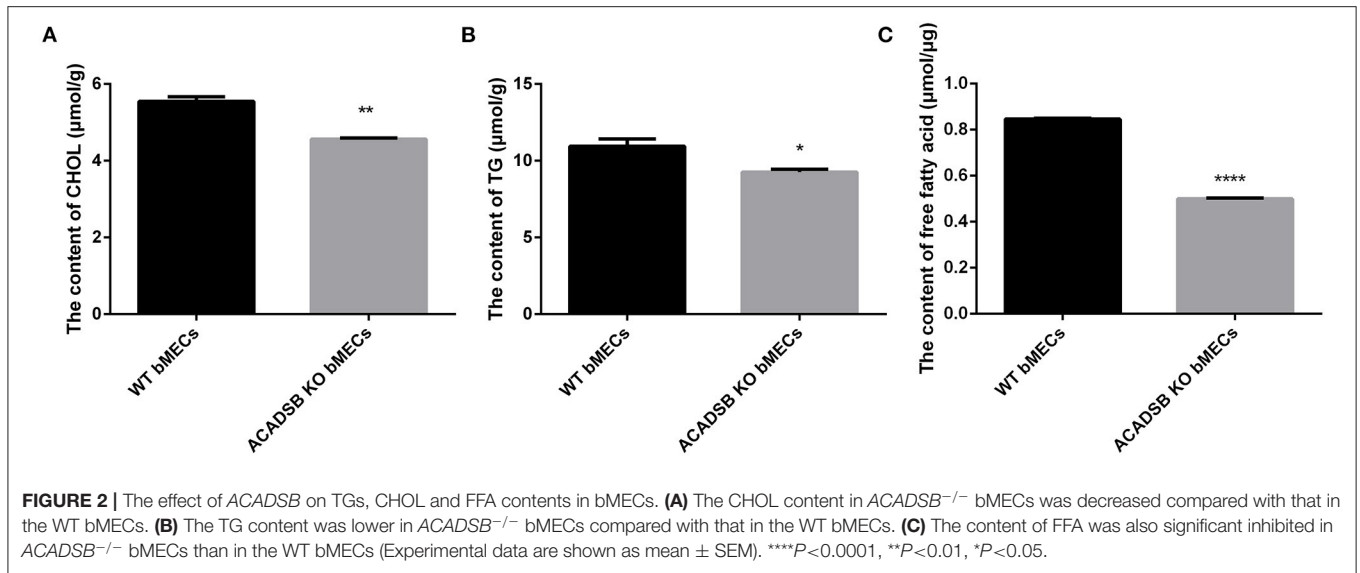 A
The content of CHOL (μmol/g)
6
4
2
0
**
WT bMECs
ACADSB KO bMECs
B
The content of TG (μmol/g)
15
10
5
0
*
WT bMECs
ACADSB KO bMECs
C
The content of free fatty acid (μmol/μg)
1.0
0.8
0.6
0.4
0.2
0.0
****
WT bMECs
ACADSB KO bMECs
FIGURE 2 | The effect of ACADSB on TGs, CHOL and FFA contents in bMECs. (A) The CHOL content in ACADSB−/− bMECs was decreased compared with that in
the WT bMECs. (B) The TG content was lower in ACADSB−/− bMECs compared with that in the WT bMECs. (C) The content of FFA was also significant inhibited in
ACADSB−/− bMECs than in the WT bMECs (Experimental data are shown as mean ± SEM). ****P<0.0001, **P<0.01, *P<0.05.